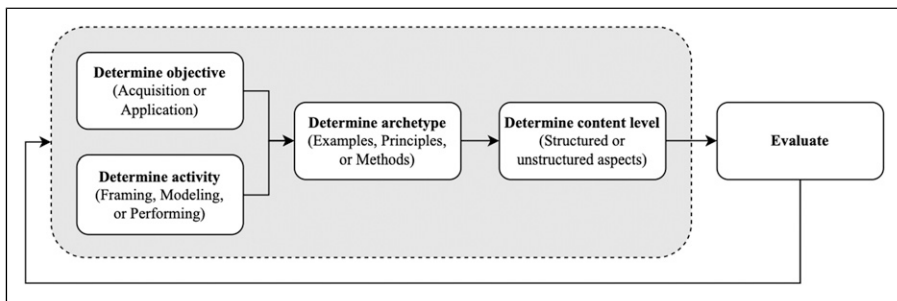 Determine objective
(Acquisition or
Application)
Determine activity
(Framing, Modeling,
or Performing)
Determine archetype
(Examples, Principles,
or Methods)
Determine content level
(Structured or
unstructured aspects)
Evaluate